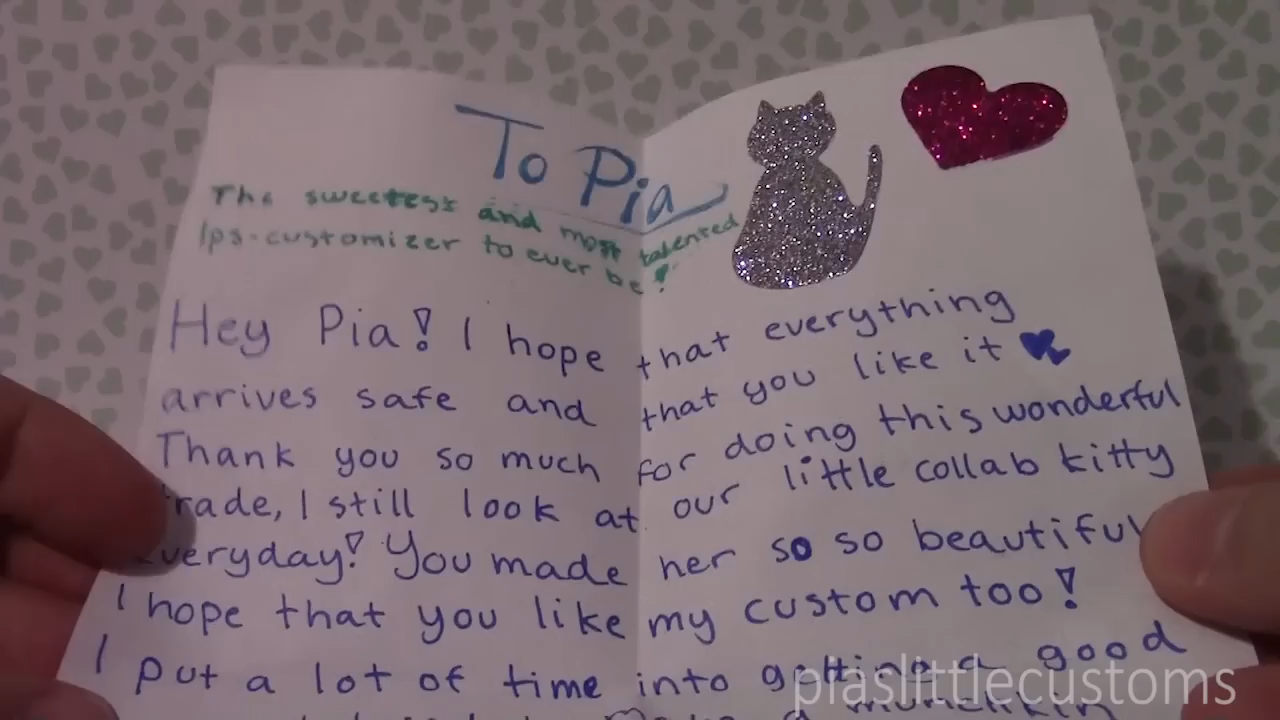 To Pia
The sweetest and most talented
lps-customizer to ever be!
Hey Pia! I hope that everything
arrives safe and that you like it
Thank you so much for doing this wonderful
trade, I still look at our little collab kitty
everyday! You made her so so beautiful
I hope that you like my custom too!
I put a lot of time into getting a good
a munchkin
piaslittlecustoms